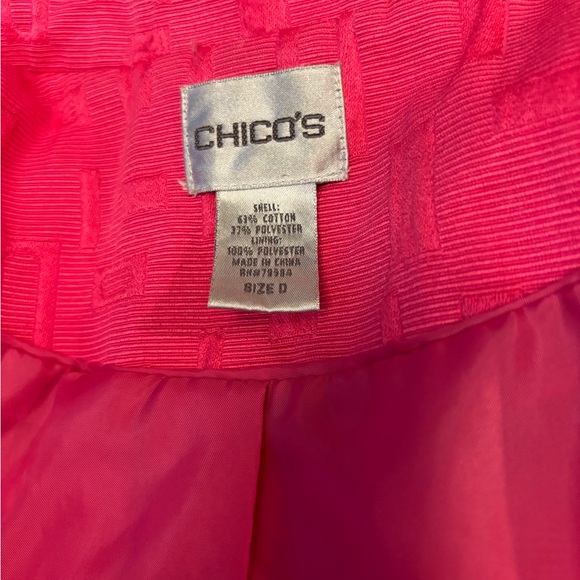 CHICO'S
SHELL:
63% COTTON
37% POLYESTER
LINING:
100% POLYESTER
MADE IN CHINA
RN#79984
SIZE 0